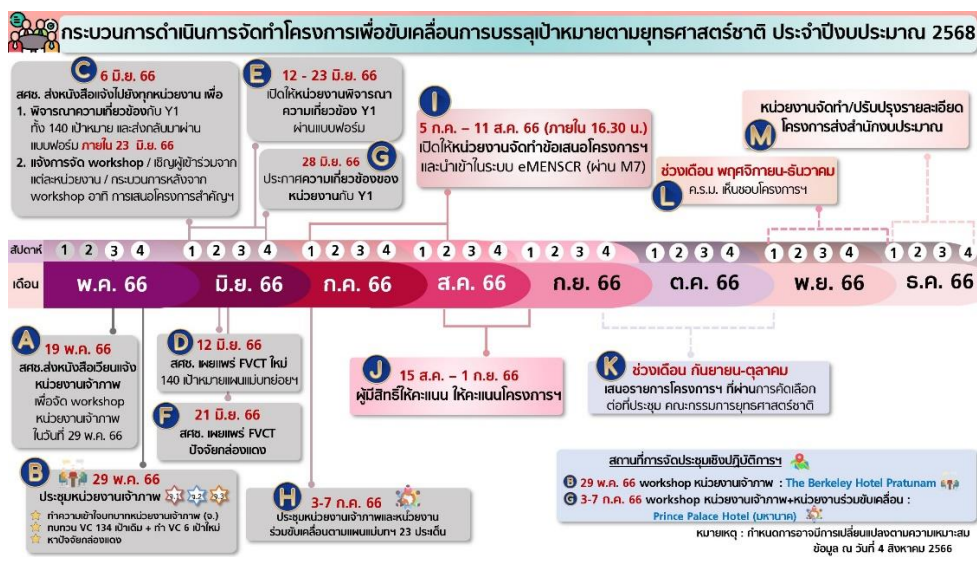 กระบวนการดำเนินการจัดทำโครงการเพื่อขับเคลื่อนการบรรลุเป้าหมายตามยุทธศาสตร์ชาติ ประจำปีงบประมาณ 2568
C 6 มิ.ย. 66
สศช. ส่งหนังสือแจ้งไปยังทุกหน่วยงาน เพื่อ
1. พิจารณาความเกี่ยวข้องกับ Y1
ทั้ง 140 เป้าหมาย และส่งกลับมาผ่าน
แบบฟอร์ม ภายใน 23 มิ.ย. 66
2. แจ้งการจัด workshop / เชิญผู้เข้าร่วมจาก
แต่ละหน่วยงาน / กระบวนการหลังจาก
workshop อาทิ การเสนอโครงการสำคัญฯ
E 12 - 23 มิ.ย. 66
เปิดให้หน่วยงานพิจารณา
ความเกี่ยวข้อง Y1
ผ่านแบบฟอร์ม
28 มิ.ย. 66 G
ประกาศความเกี่ยวข้องของ
หน่วยงานกับ Y1
I
5 ก.ค. – 11 ส.ค. 66 (ภายใน 16.30 น.)
เปิดให้หน่วยงานจัดทำข้อเสนอโครงการฯ
และนำเข้าในระบบ eMENSCR (ผ่าน M7)
ช่วงเดือน พฤศจิกายน-ธันวาคม
L ค.ร.ม. เห็นชอบโครงการฯ
หน่วยงานจัดทำ/ปรับปรุงรายละเอียด
M โครงการส่งสำนักงบประมาณ
สัปดาห์ 1 2 3 4 1 2 3 4 1 2 3 4 1 2 3 4 1 2 3 4 1 2 3 4 1 2 3 4 1 2 3 4
เดือน พ.ค. 66 มิ.ย. 66 ก.ค. 66 ส.ค. 66 ก.ย. 66 ต.ค. 66 พ.ย. 66 ธ.ค. 66
A
19 พ.ค. 66
สศช.ส่งหนังสือเวียนแจ้ง
หน่วยงานเจ้าภาพ
เพื่อจัด workshop
หน่วยงานเจ้าภาพ
ในวันที่ 29 พ.ค. 66
B 29 พ.ค. 66
ประชุมหน่วยงานเจ้าภาพ
ทำความเข้าใจบทบาทหน่วยงานเจ้าภาพ (จ.)
ทบทวน VC 134 เป้าเดิม + ทำ VC 6 เป้าใหม่
หาปัจจัยกล่องแดง
D 12 มิ.ย. 66
สศช. เผยแพร่ FVCT ใหม่
140 เป้าหมายแผนแม่บทย่อยฯ
F 21 มิ.ย. 66
สศช. เผยแพร่ FVCT
ปัจจัยกล่องแดง
H 3-7 ก.ค. 66
ประชุมหน่วยงานเจ้าภาพและหน่วยงาน
ร่วมขับเคลื่อนตามแผนแม่บทฯ 23 ประเด็น
J 15 ส.ค. – 1 ก.ย. 66
ผู้มีสิทธิ์ให้คะแนน ให้คะแนนโครงการฯ
K ช่วงเดือน กันยายน-ตุลาคม
เสนอรายการโครงการฯ ที่ผ่านการคัดเลือก
ต่อที่ประชุม คณะกรรมการยุทธศาสตร์ชาติ
สถานที่การจัดประชุมเชิงปฏิบัติการฯ
B 29 พ.ค. 66 workshop หน่วยงานเจ้าภาพ : The Berkeley Hotel Pratunam
G 3-7 ก.ค. 66 workshop หน่วยงานเจ้าภาพ+หน่วยงานร่วมขับเคลื่อน :
Prince Palace Hotel (มหานาค)
หมายเหตุ : กำหนดการอาจมีการเปลี่ยนแปลงตามความเหมาะสม
ข้อมูล ณ วันที่ 4 สิงหาคม 2566